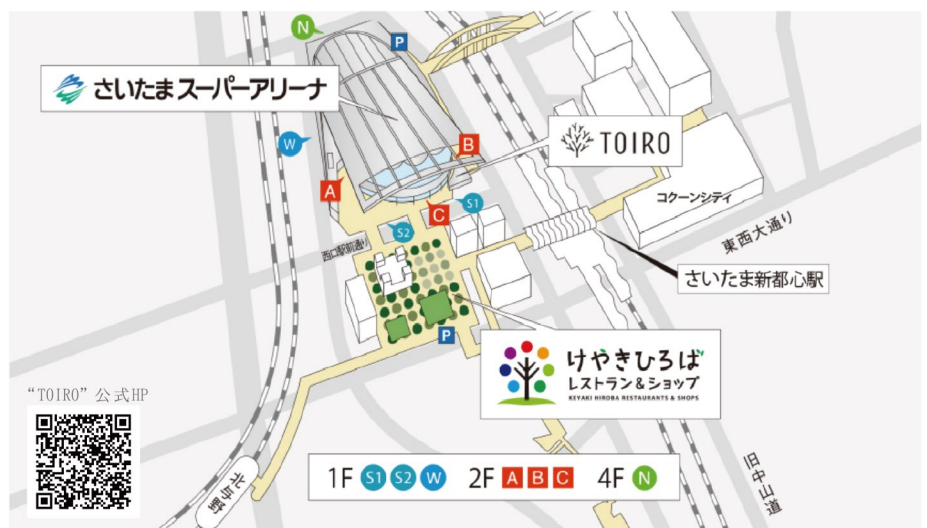 N
P
さいたまスーパーアリーナ
W
B
TOIRO
A
コクーンシティ
C
S1
S2
東西大通り
西口駅前通り
さいたま新都心駅
P
けやきひろば
レストラン&ショップ
KEYAKI HIROBA RESTAURANTS & SHOPS
“TOIRO”公式HP
1F S1 S2 W 2F A B C 4F N
北与野
旧中山道